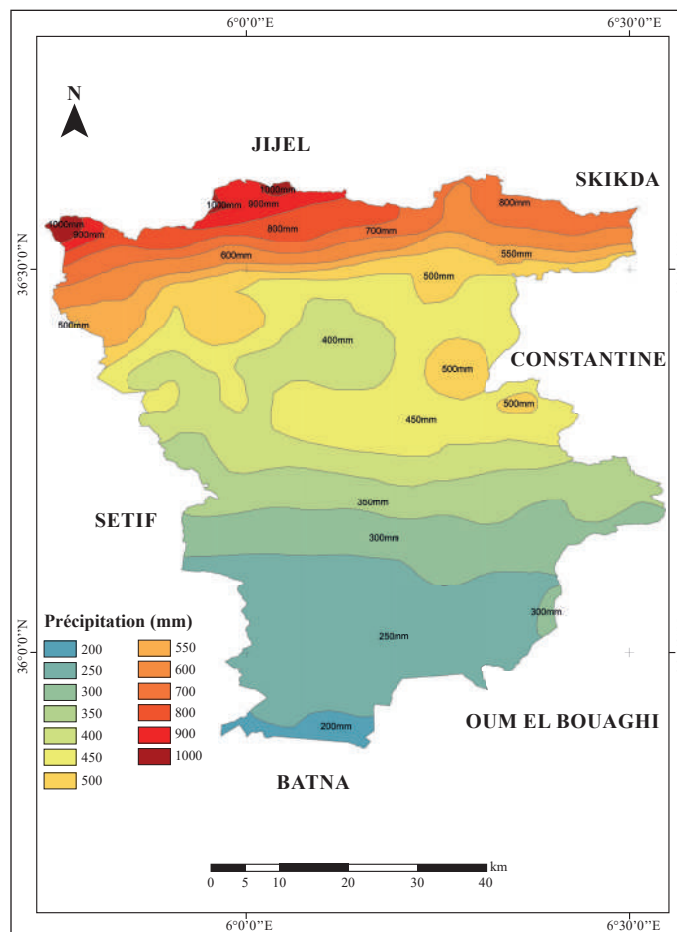 6°0'0''E 6°30'0''E
N
JIJEL
SKIKDA
1000mm
1000mm 900mm
800mm
1000mm
900mm
800mm
700mm
600mm
550mm
36°30'0''N
500mm
500mm
400mm
CONSTANTINE
500mm
500mm
450mm
350mm
SETIF
300mm
Précipitation (mm)
300mm
200 550
250 600
250mm
300 700
36°0'0''N
350 800
400 900
450 1000
500
200mm
OUM EL BOUAGHI
BATNA
km
0 5 10 20 30 40
6°0'0''E 6°30'0''E